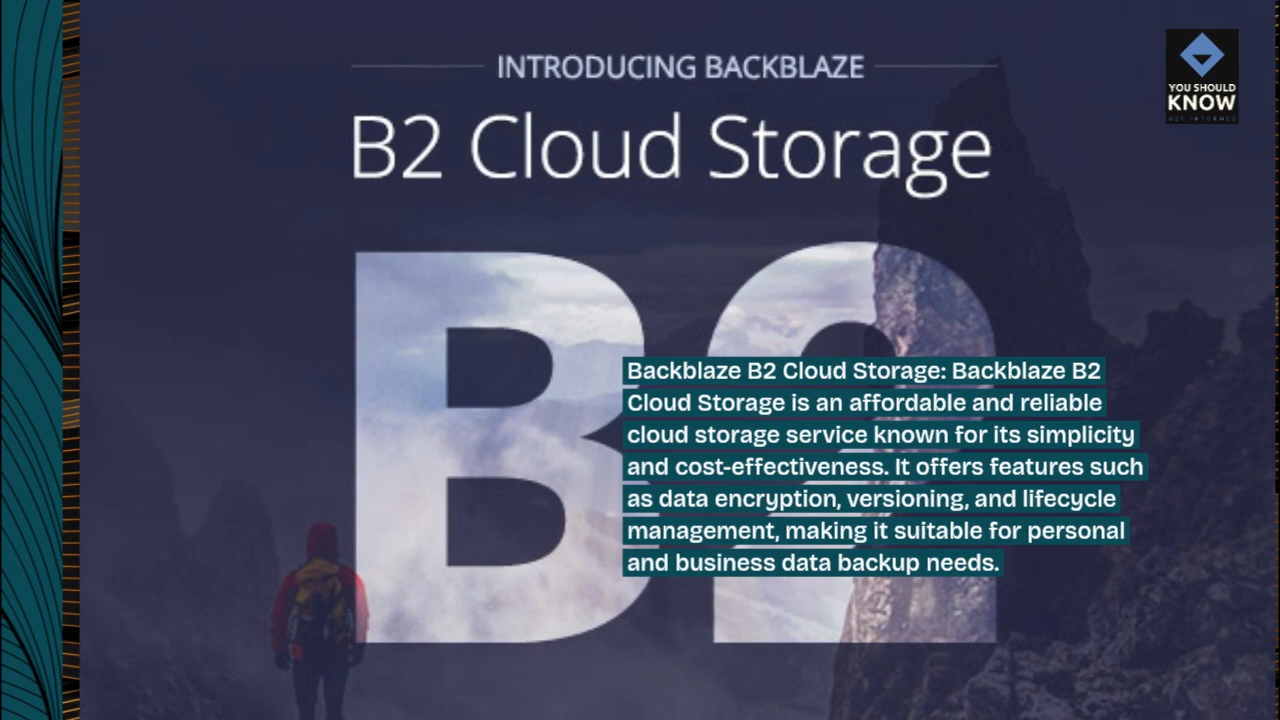 INTRODUCING BACKBLAZE
B2 Cloud Storage
B2
YOU SHOULD
KNOW
GET INFORMED
Backblaze B2 Cloud Storage: Backblaze B2
Cloud Storage is an affordable and reliable
cloud storage service known for its simplicity
and cost-effectiveness. It offers features such
as data encryption, versioning, and lifecycle
management, making it suitable for personal
and business data backup needs.